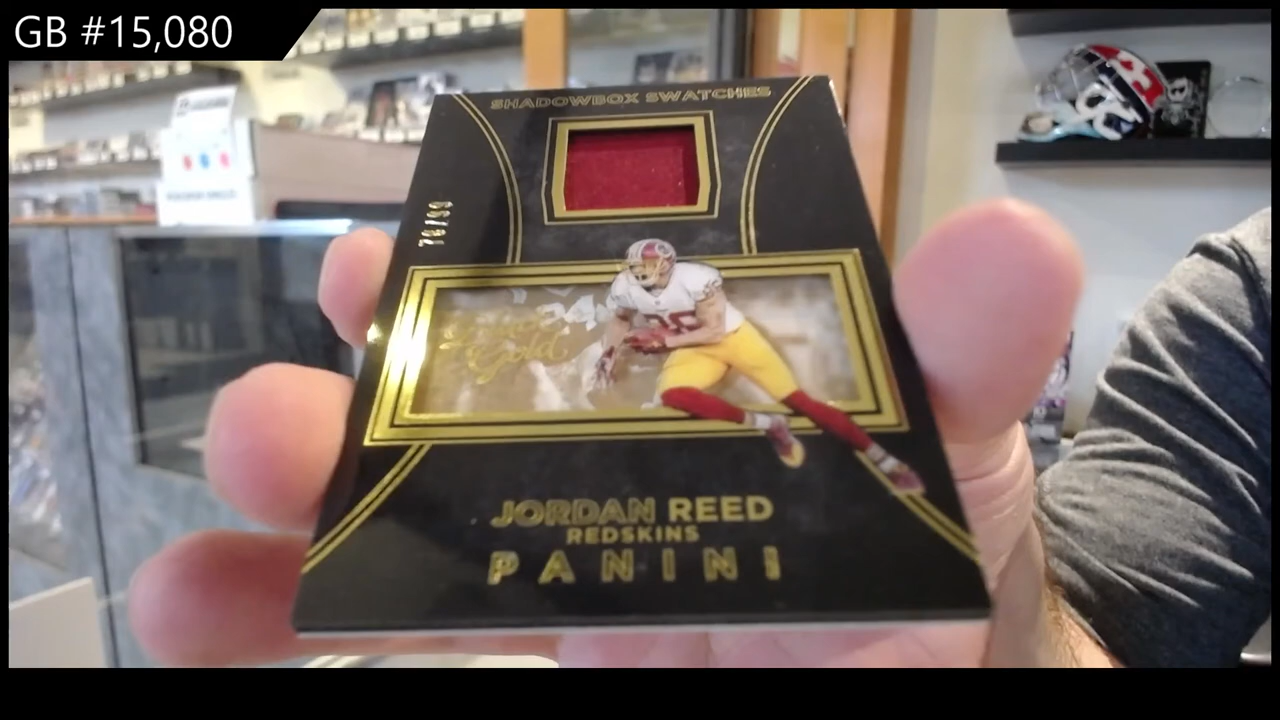 GB #15,080
SHADOWBOX SWATCHES
JORDAN REED
REDSKINS
PANINI